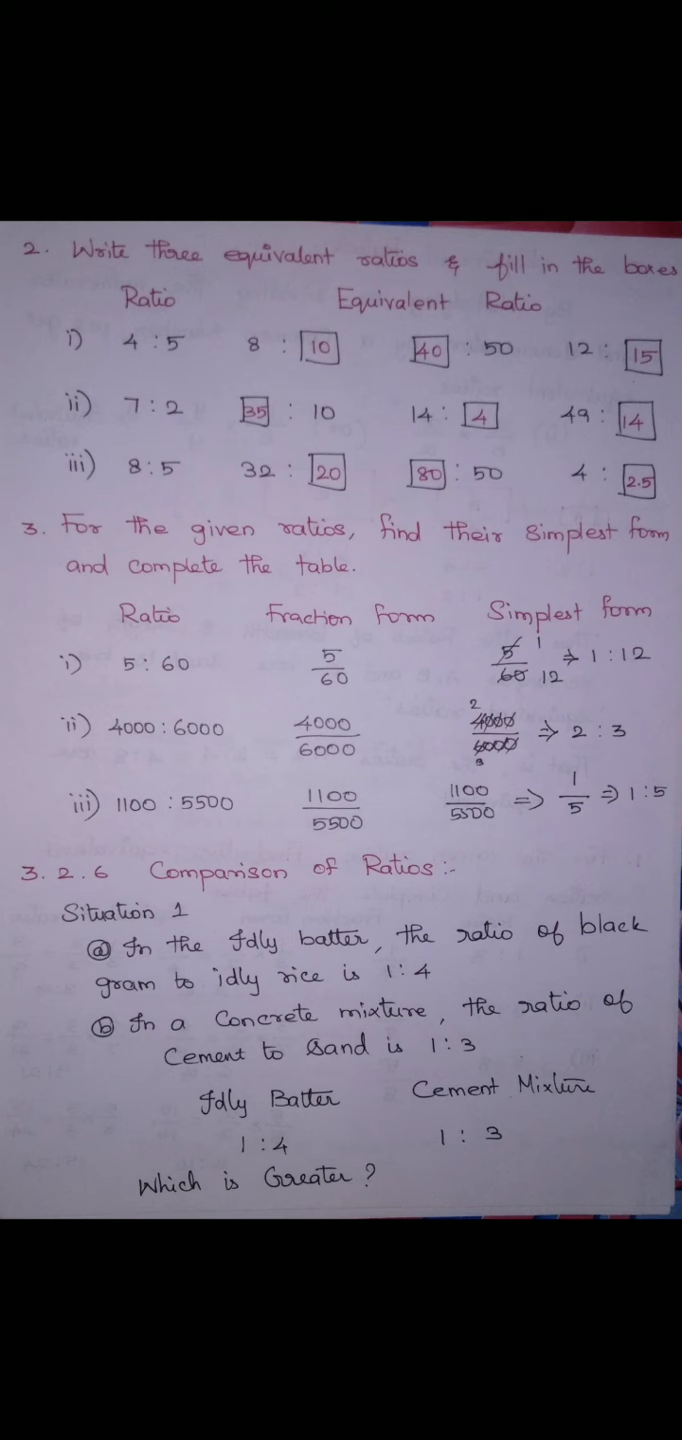 2. Write three equivalent ratios & fill in the boxes
Ratio Equivalent Ratio
i) 4 : 5 8 : 10 40 : 50 12 : 15
ii) 7 : 2 35 : 10 14 : 4 49 : 14
iii) 8 : 5 32 : 20 80 : 50 4 : 2.5
3. For the given ratios, find their simplest form
and complete the table.
Ratio Fraction form Simplest form
i) 5 : 60 5/60 5/60 1 12 ⇒ 1 : 12
ii) 4000 : 6000 4000/6000 2 4000/6000 3 ⇒ 2 : 3
iii) 1100 : 5500 1100/5500 1100/5500 ⇒ 1/5 ⇒ 1 : 5
3.2.6 Comparison of Ratios :-
Situation 1
(a) In the Idly batter, the ratio of black
gram to idly rice is 1:4
(b) In a Concrete mixture, the ratio of
Cement to Sand is 1:3
Idly Batter Cement Mixture
1 : 4 1 : 3
Which is Greater?